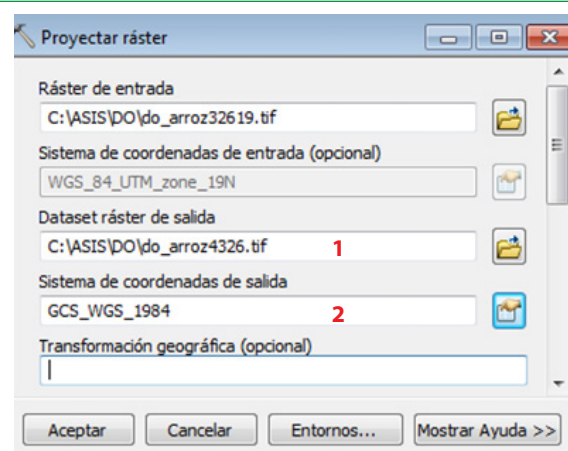 Proyectar ráster
Ráster de entrada
C:\ASIS\DO\do_arroz32619.tif
Sistema de coordenadas de entrada (opcional)
WGS_84_UTM_zone_19N
Dataset ráster de salida
C:\ASIS\DO\do_arroz4326.tif 1
Sistema de coordenadas de salida
GCS_WGS_1984 2
Transformación geográfica (opcional)
Aceptar Cancelar Entornos... Mostrar Ayuda >>